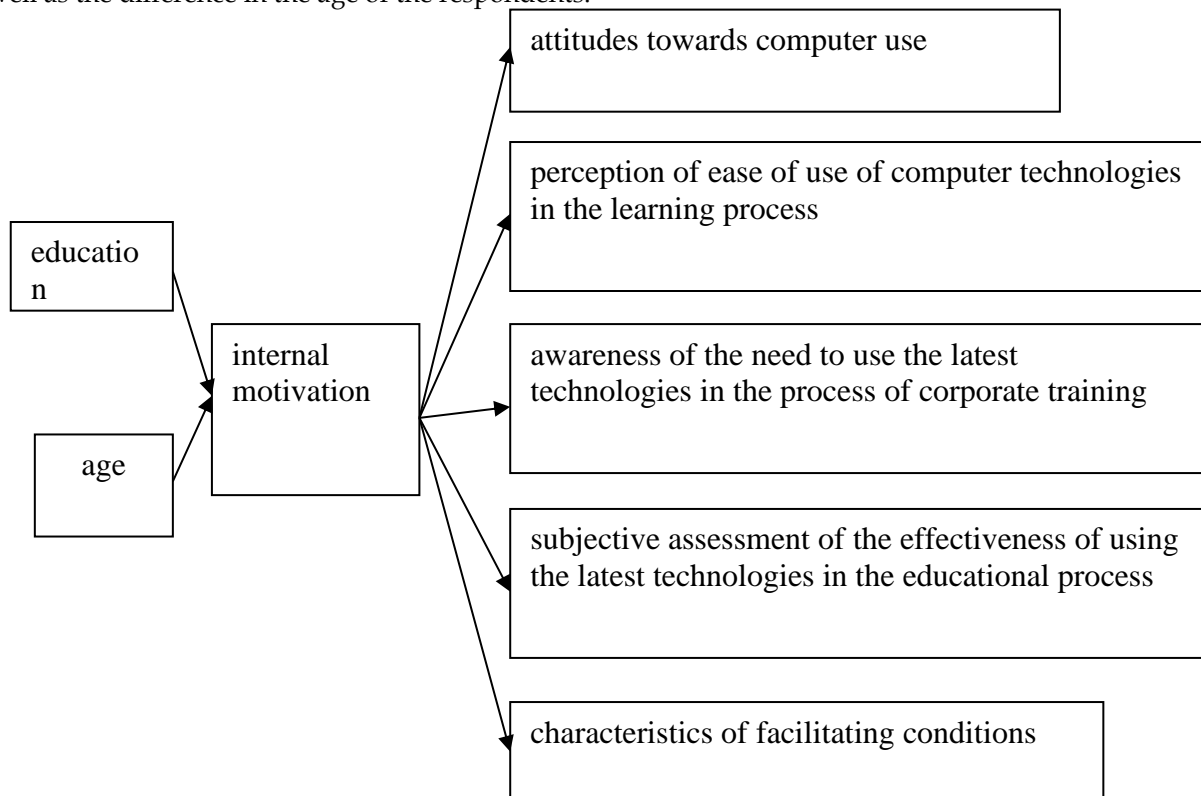 well as the difference in the age of the respondents.
attitudes towards computer use
perception of ease of use of computer technologies
in the learning process
educatio
n
internal
motivation
awareness of the need to use the latest
technologies in the process of corporate training
age
subjective assessment of the effectiveness of using
the latest technologies in the educational process
characteristics of facilitating conditions